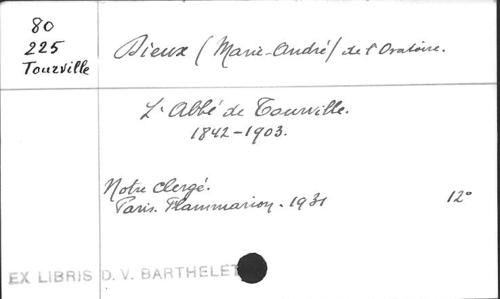 80
225
Tourville
Dieux (Marie-André) de l'Oratoire.
L'Abbé de Tourville.
1842-1903.
Notre Clergé.
Paris. Flammarion. 1931
12°
EX LIBRIS D. V. BARTHELET